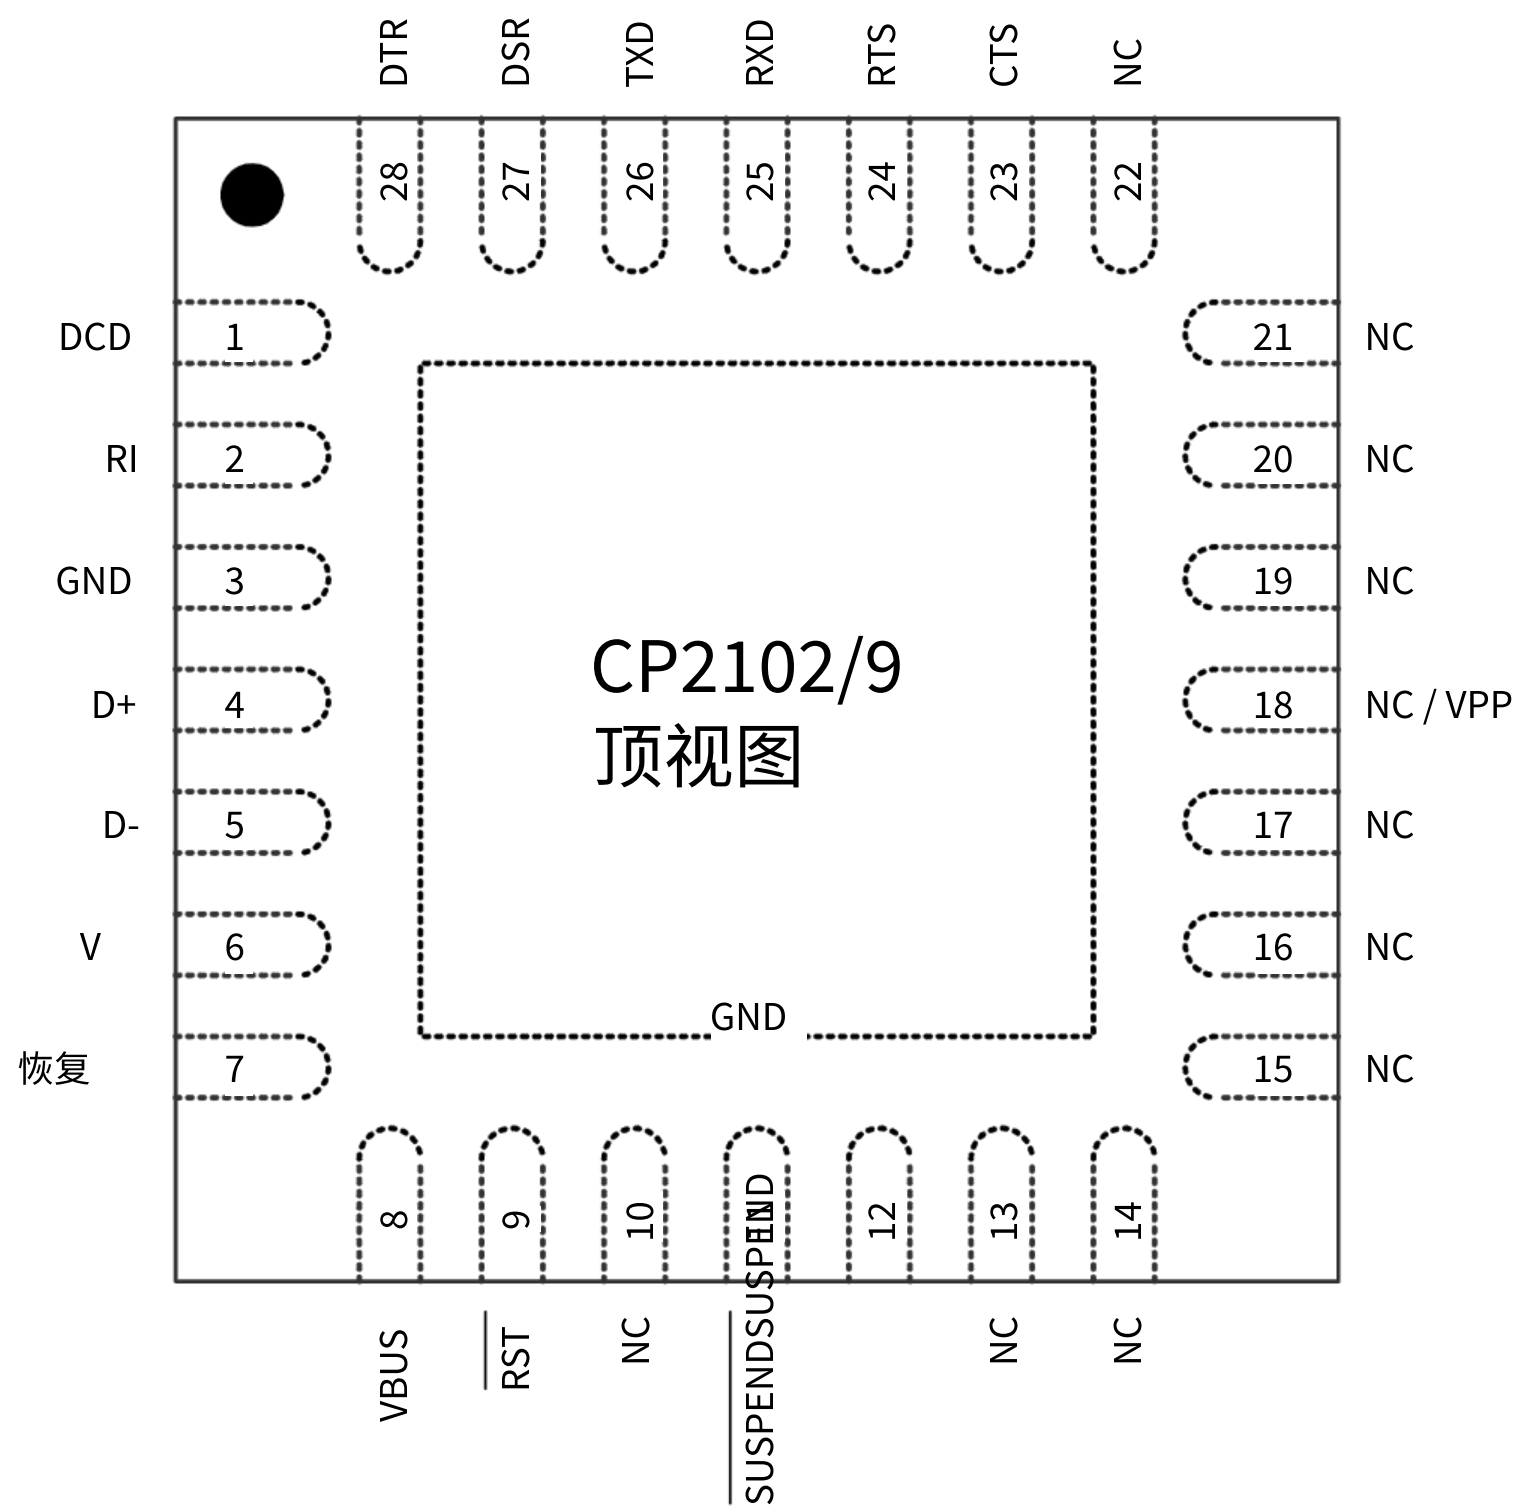 DTR
DSR
TXD
RXD
RTS
CTS
NC
28
27
26
25
24
23
22
DCD
1
21
NC
RI
2
20
NC
GND
3
19
NC
D+
4
18
NC / VPP
D-
5
17
NC
V
6
16
NC
恢复
7
15
NC
CP2102/9
顶视图
GND
8
9
10
11
12
13
14
VBUS
RST
NC
SUSPENDSUSPEND
NC
NC